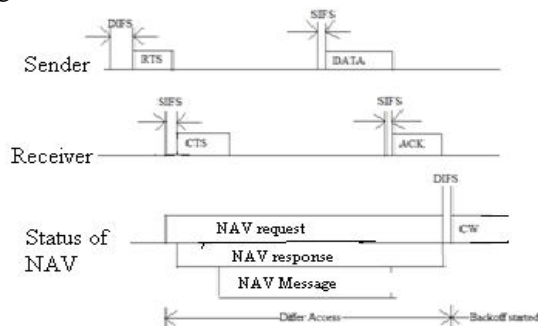 DIFS
SIFS
RTS
DATA
Sender
SIFS
SIFS
CTS
ACK
Receiver
DIFS
NAV request
CW
Status of
NAV
NAV response
NAV Message
Differ Access
Backoff started